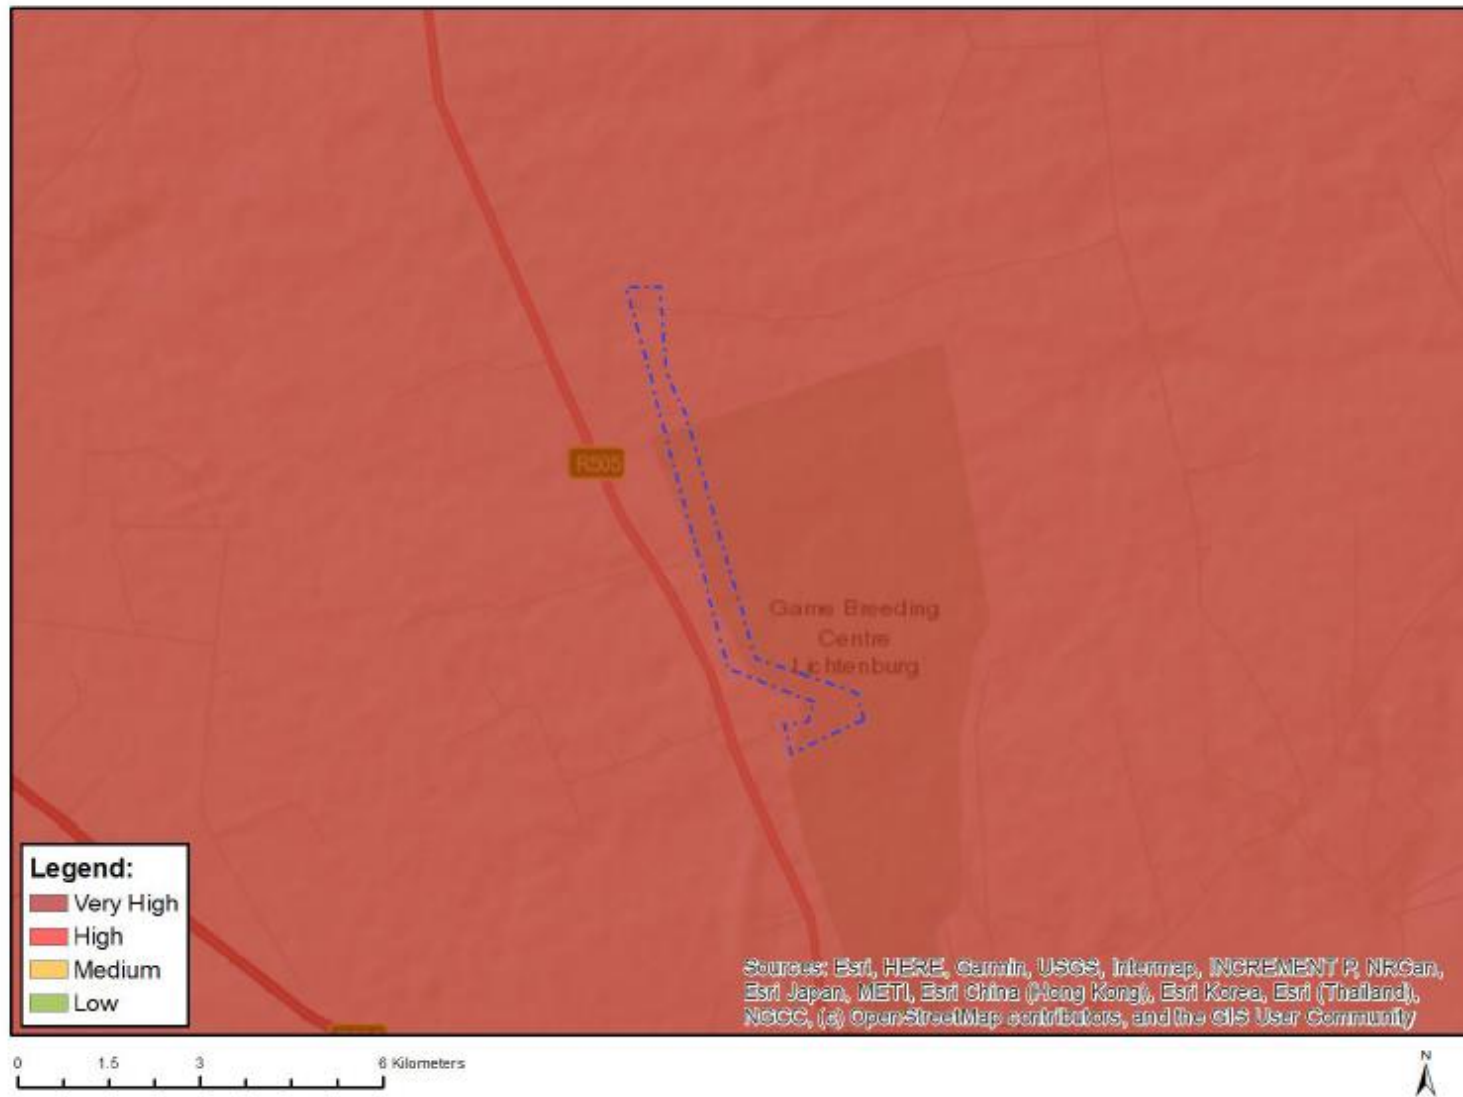 R505
Game Breeding
Centre
Lichtenburg
Legend:
Very High
High
Medium
Low
Sources: Esri, HERE, Garmin, USGS, Intermap, INCREMENT P, NRCan,
Esri Japan, METI, Esri China (Hong Kong), Esri Korea, Esri (Thailand),
NGCC, (c) OpenStreetMap contributors, and the GIS User Community
0 1.5 3 6 Kilometers
N